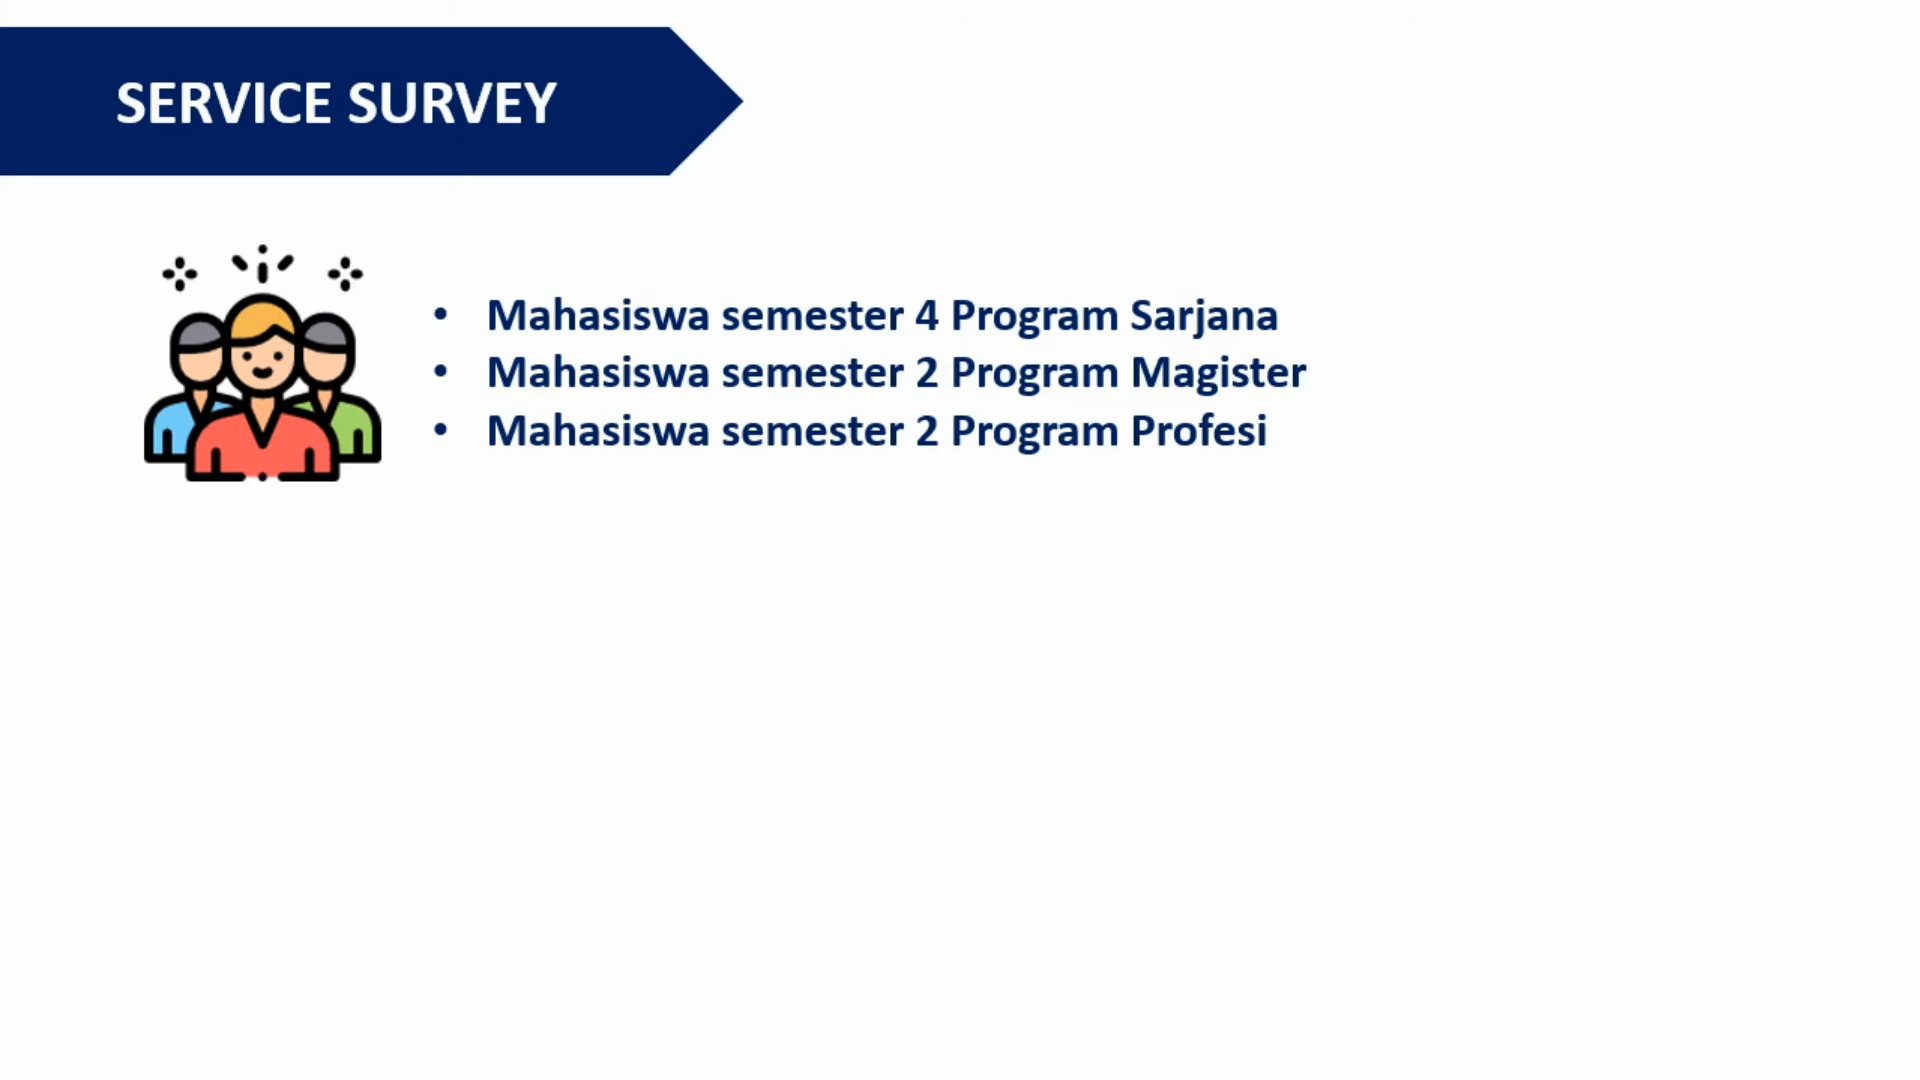 SERVICE SURVEY
• Mahasiswa semester 4 Program Sarjana
• Mahasiswa semester 2 Program Magister
• Mahasiswa semester 2 Program Profesi